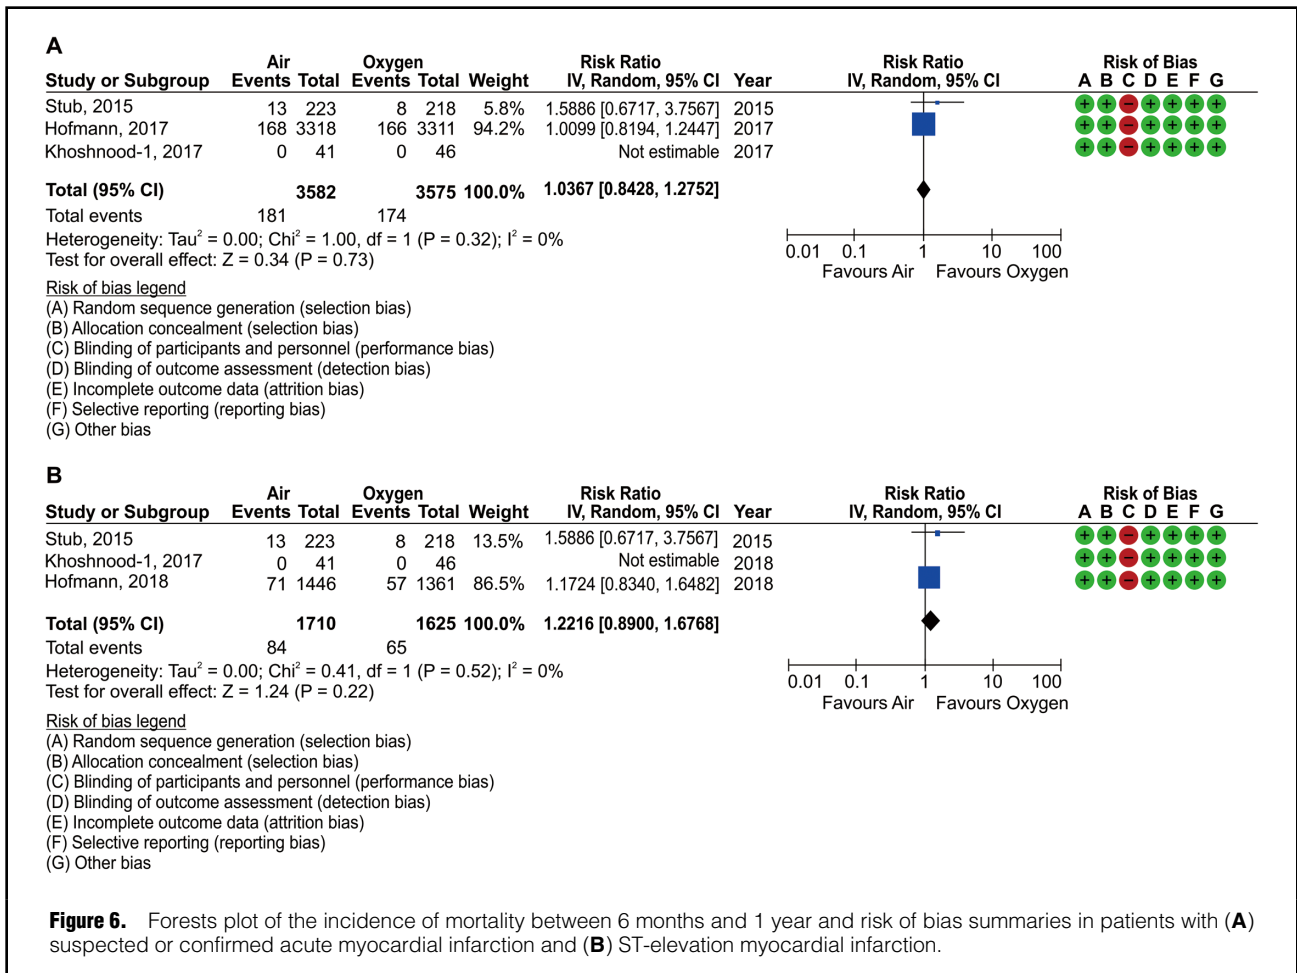 A
Air Oxygen Risk Ratio Risk Ratio Risk of Bias
Study or Subgroup Events Total Events Total Weight IV, Random, 95% CI Year IV, Random, 95% CI A B C D E F G
Stub, 2015 13 223 8 218 5.8% 1.5886 [0.6717, 3.7567] 2015 + + − + + + +
Hofmann, 2017 168 3318 166 3311 94.2% 1.0099 [0.8194, 1.2447] 2017 + + − + + + +
Khoshnood-1, 2017 0 41 0 46 Not estimable 2017 + + − + + + +
Total (95% CI) 3582 3575 100.0% 1.0367 [0.8428, 1.2752]
Total events 181 174
Heterogeneity: Tau² = 0.00; Chi² = 1.00, df = 1 (P = 0.32); I² = 0%
Test for overall effect: Z = 0.34 (P = 0.73)
0.01 0.1 1 10 100
Favours Air Favours Oxygen
Risk of bias legend
(A) Random sequence generation (selection bias)
(B) Allocation concealment (selection bias)
(C) Blinding of participants and personnel (performance bias)
(D) Blinding of outcome assessment (detection bias)
(E) Incomplete outcome data (attrition bias)
(F) Selective reporting (reporting bias)
(G) Other bias
B
Air Oxygen Risk Ratio Risk Ratio Risk of Bias
Study or Subgroup Events Total Events Total Weight IV, Random, 95% CI Year IV, Random, 95% CI A B C D E F G
Stub, 2015 13 223 8 218 13.5% 1.5886 [0.6717, 3.7567] 2015 + + − + + + +
Khoshnood-1, 2017 0 41 0 46 Not estimable 2018 + + − + + + +
Hofmann, 2018 71 1446 57 1361 86.5% 1.1724 [0.8340, 1.6482] 2018 + + − + + + +
Total (95% CI) 1710 1625 100.0% 1.2216 [0.8900, 1.6768]
Total events 84 65
Heterogeneity: Tau² = 0.00; Chi² = 0.41, df = 1 (P = 0.52); I² = 0%
Test for overall effect: Z = 1.24 (P = 0.22)
0.01 0.1 1 10 100
Favours Air Favours Oxygen
Risk of bias legend
(A) Random sequence generation (selection bias)
(B) Allocation concealment (selection bias)
(C) Blinding of participants and personnel (performance bias)
(D) Blinding of outcome assessment (detection bias)
(E) Incomplete outcome data (attrition bias)
(F) Selective reporting (reporting bias)
(G) Other bias
Figure 6. Forests plot of the incidence of mortality between 6 months and 1 year and risk of bias summaries in patients with (A)
suspected or confirmed acute myocardial infarction and (B) ST-elevation myocardial infarction.